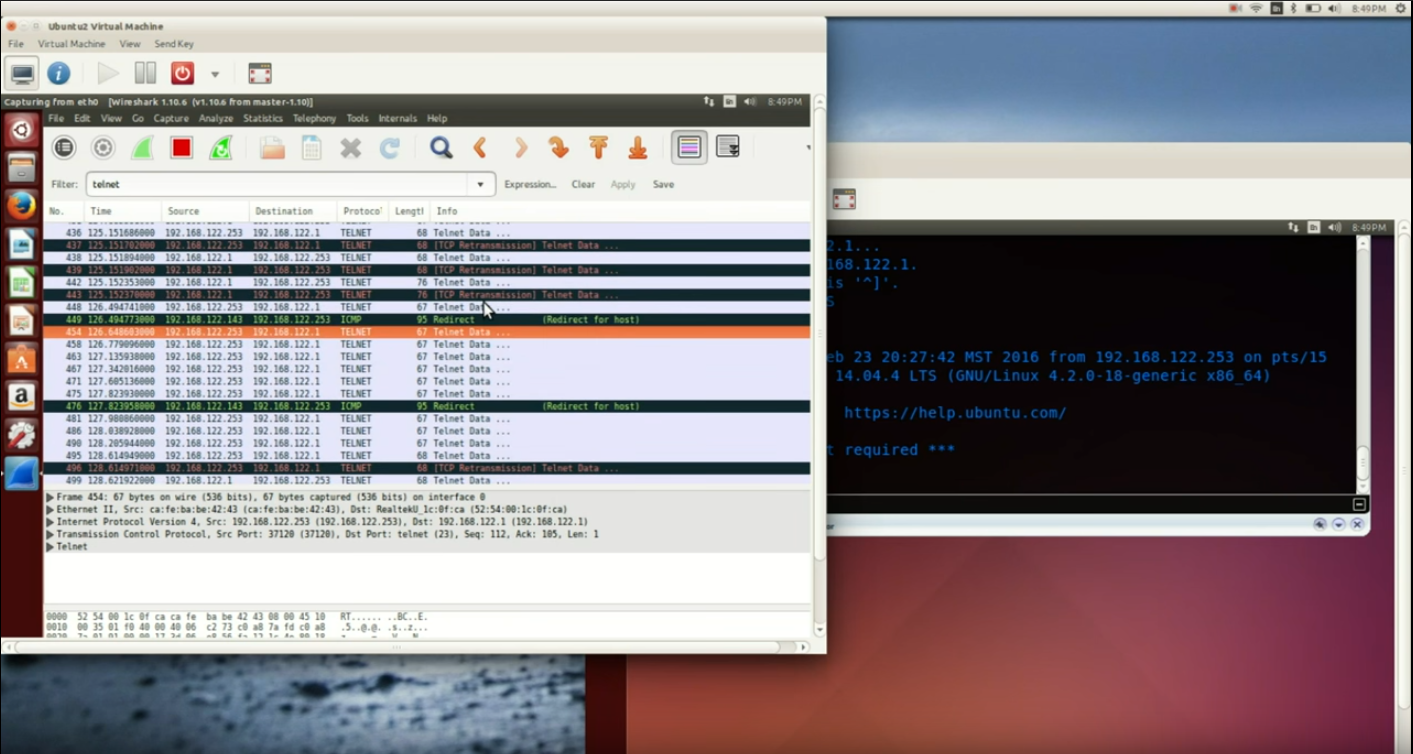 8:49PM
Ubuntu2 Virtual Machine
File Virtual Machine View Send Key
Capturing from eth0 [Wireshark 1.10.6 (v1.10.6 from master-1.10)]
8:49PM
File Edit View Go Capture Analyze Statistics Telephony Tools Internals Help
Filter: telnet Expression... Clear Apply Save
No. Time Source Destination Protocol Length Info
436 125.151686000 192.168.122.253 192.168.122.1 TELNET 68 Telnet Data ...
437 125.151702000 192.168.122.253 192.168.122.1 TELNET 68 [TCP Retransmission] Telnet Data ...
438 125.151894000 192.168.122.1 192.168.122.253 TELNET 68 Telnet Data ...
439 125.151902000 192.168.122.1 192.168.122.253 TELNET 68 [TCP Retransmission] Telnet Data ...
442 125.152353000 192.168.122.1 192.168.122.253 TELNET 76 Telnet Data ...
443 125.152370000 192.168.122.1 192.168.122.253 TELNET 76 [TCP Retransmission] Telnet Data ...
448 126.494741000 192.168.122.253 192.168.122.1 TELNET 67 Telnet Data ...
449 126.494773000 192.168.122.143 192.168.122.253 ICMP 95 Redirect (Redirect for host)
454 126.648603000 192.168.122.253 192.168.122.1 TELNET 67 Telnet Data ...
458 126.779096000 192.168.122.253 192.168.122.1 TELNET 67 Telnet Data ...
463 127.135938000 192.168.122.253 192.168.122.1 TELNET 67 Telnet Data ...
467 127.342016000 192.168.122.253 192.168.122.1 TELNET 67 Telnet Data ...
471 127.605136000 192.168.122.253 192.168.122.1 TELNET 67 Telnet Data ...
475 127.823930000 192.168.122.253 192.168.122.1 TELNET 67 Telnet Data ...
476 127.823958000 192.168.122.143 192.168.122.253 ICMP 95 Redirect (Redirect for host)
481 127.980860000 192.168.122.253 192.168.122.1 TELNET 67 Telnet Data ...
486 128.038928000 192.168.122.253 192.168.122.1 TELNET 67 Telnet Data ...
490 128.205944000 192.168.122.253 192.168.122.1 TELNET 67 Telnet Data ...
495 128.614949000 192.168.122.253 192.168.122.1 TELNET 68 Telnet Data ...
496 128.614971000 192.168.122.253 192.168.122.1 TELNET 68 [TCP Retransmission] Telnet Data ...
499 128.621922000 192.168.122.1 192.168.122.253 TELNET 68 Telnet Data ...
Frame 454: 67 bytes on wire (536 bits), 67 bytes captured (536 bits) on interface 0
Ethernet II, Src: ca:fe:ba:be:42:43 (ca:fe:ba:be:42:43), Dst: RealtekU_1c:0f:ca (52:54:00:1c:0f:ca)
Internet Protocol Version 4, Src: 192.168.122.253 (192.168.122.253), Dst: 192.168.122.1 (192.168.122.1)
Transmission Control Protocol, Src Port: 37120 (37120), Dst Port: telnet (23), Seq: 112, Ack: 105, Len: 1
Telnet
0000 52 54 00 1c 0f ca ca fe ba be 42 43 08 00 45 10 RT...... ..BC..E.
0010 00 35 01 f0 40 00 40 06 c2 73 c0 a8 7a fd c0 a8 .5..@.@. .s..z...
8:49PM
2.1...
168.122.1.
is '^]'.
S
eb 23 20:27:42 MST 2016 from 192.168.122.253 on pts/15
14.04.4 LTS (GNU/Linux 4.2.0-18-generic x86_64)
https://help.ubuntu.com/
t required ***